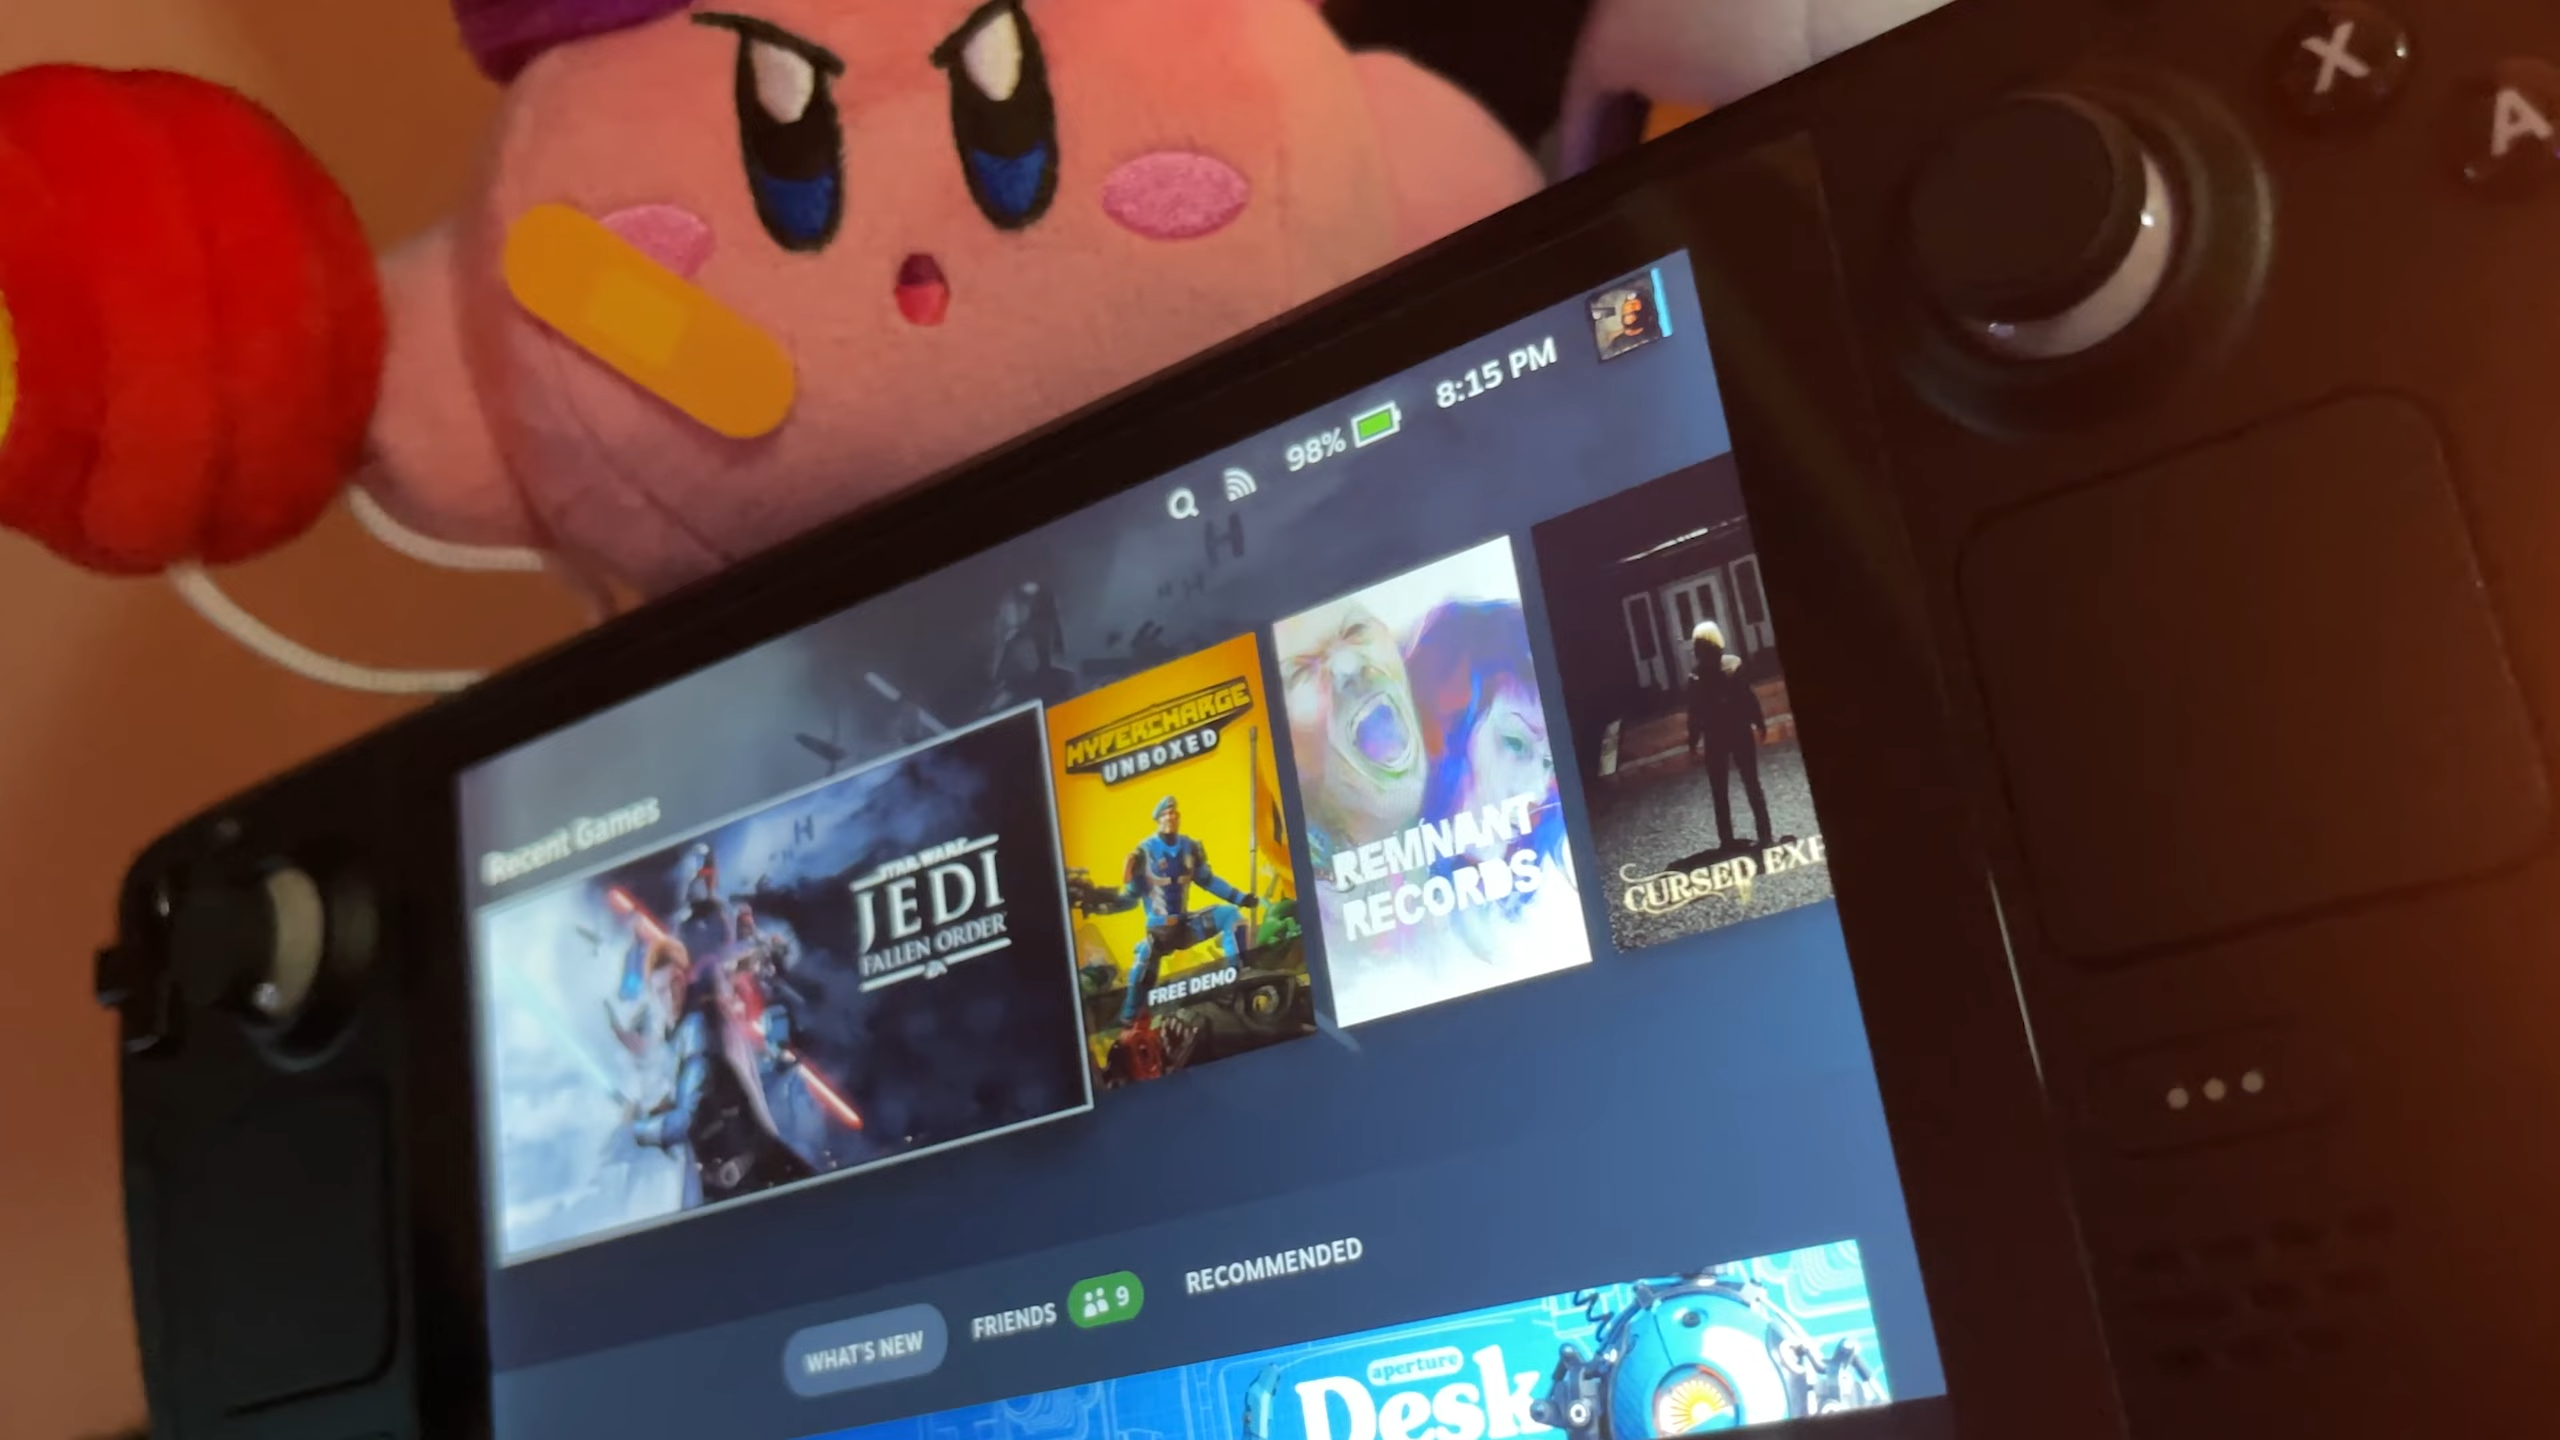 X
A
98% 8:15 PM
Recent Games
STAR WARS
JEDI
FALLEN ORDER
EA
HYPERCHARGE
UNBOXED
FREE DEMO
REMNANT
RECORDS
CURSED
WHAT'S NEW
FRIENDS 9
RECOMMENDED
aperture
Desk